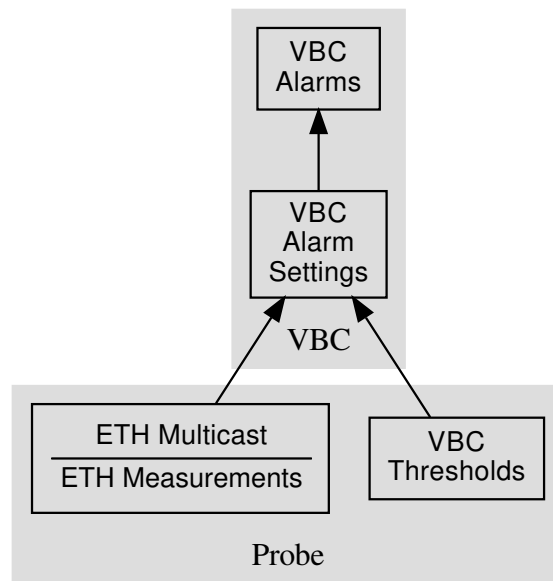 VBC
Alarms
VBC
Alarm
Settings
VBC
ETH Multicast
ETH Measurements
VBC
Thresholds
Probe